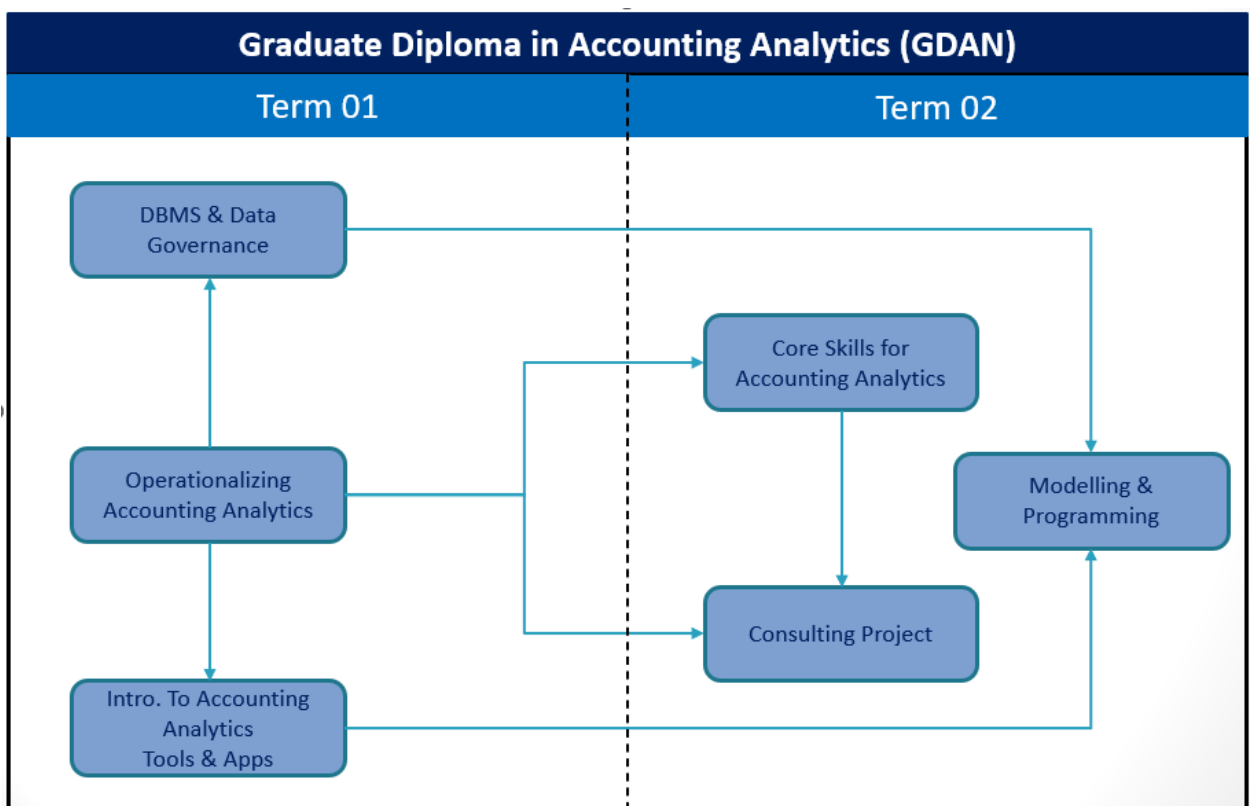 Graduate Diploma in Accounting Analytics (GDAN)
Term 01
Term 02
DBMS & Data
Governance
Core Skills for
Accounting Analytics
Operationalizing
Accounting Analytics
Modelling &
Programming
Consulting Project
Intro. To Accounting
Analytics
Tools & Apps